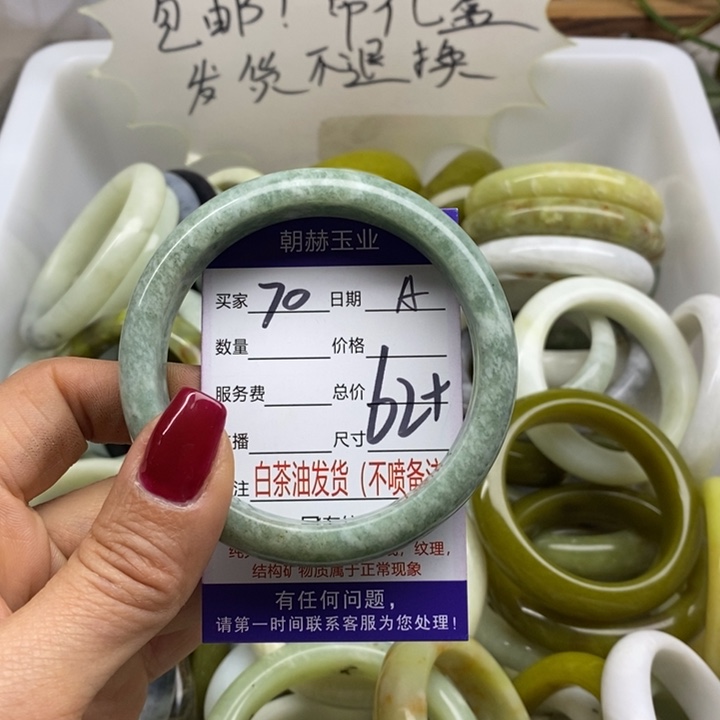 包邮！带礼盒
发货不退换
朝赫玉业
买家 70 日期 A
数量 价格
服务费 总价
播 尺寸 62+
注 白茶油发货（不喷备注
纹理，
结构矿物质属于正常现象
有任何问题，
请第一时间联系客服为您处理！